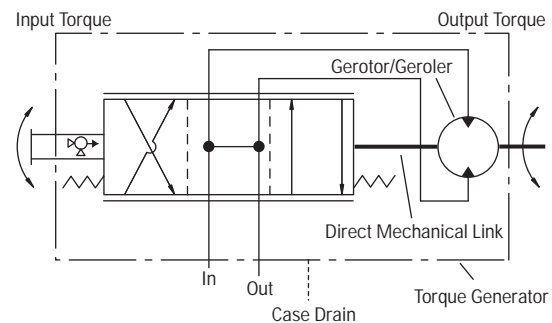 Input Torque
Output Torque
Gerotor/Geroler
Direct Mechanical Link
In
Out
Case Drain
Torque Generator